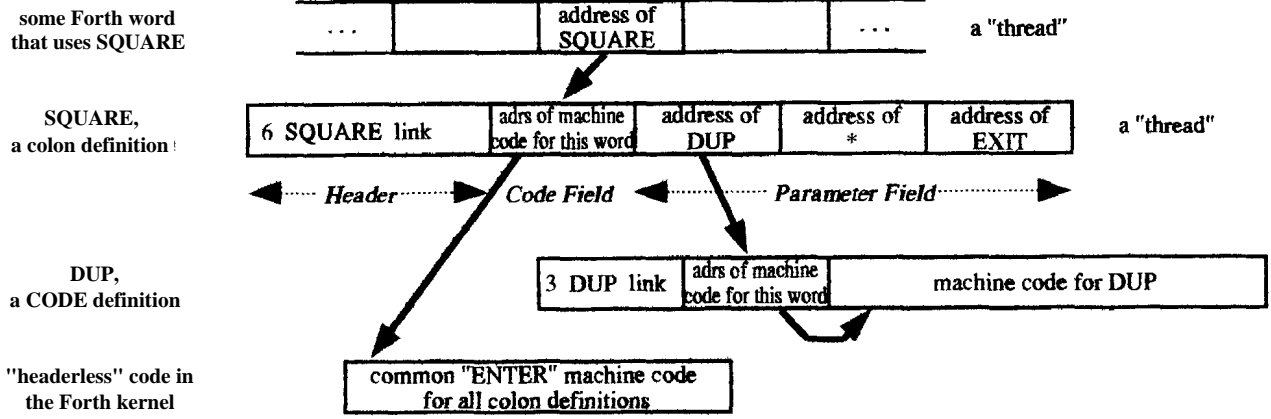 some Forth word
that uses SQUARE
...
address of
SQUARE
...
a "thread"
SQUARE,
a colon definition
6 SQUARE link
adrs of machine
code for this word
address of
DUP
address of
*
address of
EXIT
a "thread"
Header
Code Field
Parameter Field
DUP,
a CODE definition
3 DUP link
adrs of machine
code for this word
machine code for DUP
"headerless" code in
the Forth kernel
common "ENTER" machine code
for all colon definitions